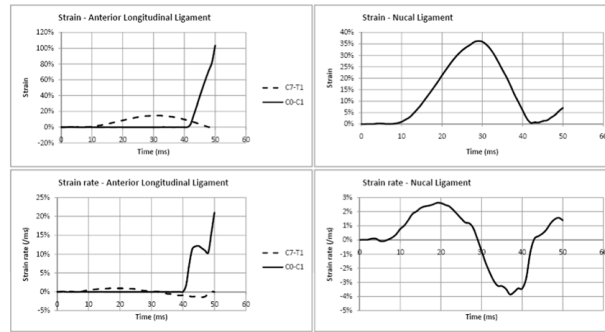 Strain - Anterior Longitudinal Ligament
120%
100%
80%
60%
40%
20%
0%
-20%
Strain
0 10 20 30 40 50 60
Time (ms)
C7-T1
C0-C1
Strain - Nucal Ligament
40%
35%
30%
25%
20%
15%
10%
5%
0%
Strain
0 10 20 30 40 50 60
Time (ms)
Strain rate - Anterior Longitudinal Ligament
25%
20%
15%
10%
5%
0%
-5%
Strain rate (/ms)
0 10 20 30 40 50 60
Time (ms)
C7-T1
C0-C1
Strain rate - Nucal Ligament
3%
2%
1%
0%
-1%
-2%
-3%
-4%
-5%
Strain rate (/ms)
0 10 20 30 40 50 60
Time (ms)